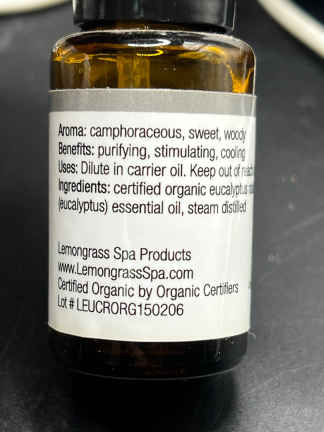 Aroma: camphoraceous, sweet, woody
Benefits: purifying, stimulating, cooling
Uses: Dilute in carrier oil. Keep out of reach
Ingredients: certified organic eucalyptus
(eucalyptus) essential oil, steam distilled
Lemongrass Spa Products
www.LemongrassSpa.com
Certified Organic by Organic Certifiers
Lot # LEUCRORG150206